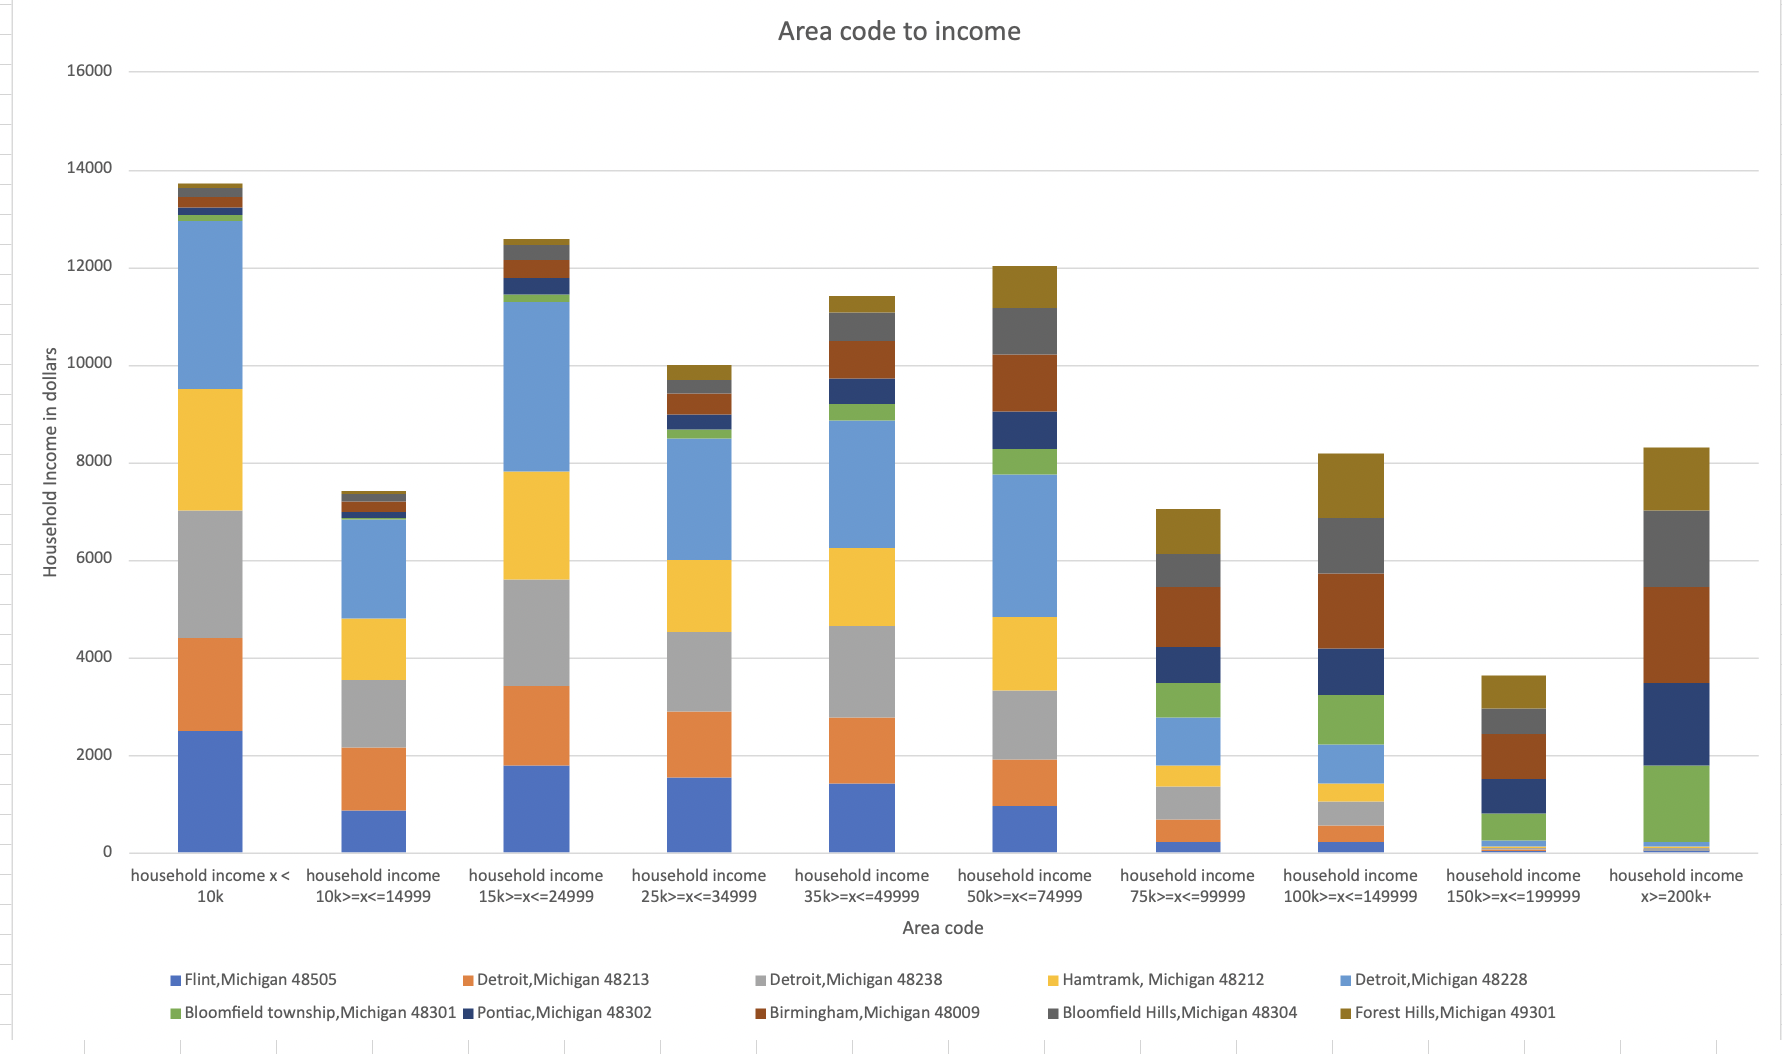 Area code to income
16000
14000
12000
10000
8000
6000
4000
2000
0
Household Income in dollars
household income x < 10k
household income 10k>=x<=14999
household income 15k>=x<=24999
household income 25k>=x<=34999
household income 35k>=x<=49999
household income 50k>=x<=74999
household income 75k>=x<=99999
household income 100k>=x<=149999
household income 150k>=x<=199999
household income x>=200k+
Area code
Flint,Michigan 48505
Detroit,Michigan 48213
Detroit,Michigan 48238
Hamtramk, Michigan 48212
Detroit,Michigan 48228
Bloomfield township,Michigan 48301
Pontiac,Michigan 48302
Birmingham,Michigan 48009
Bloomfield Hills,Michigan 48304
Forest Hills,Michigan 49301